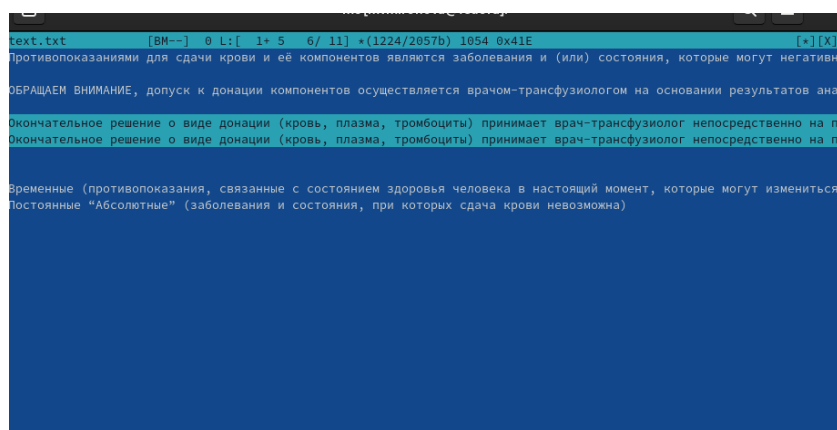 text.txt [BM--] 0 L:[ 1+ 5 6/ 11] *(1224/2057b) 1054 0x41E [*][X]
Противопоказаниями для сдачи крови и её компонентов являются заболевания и (или) состояния, которые могут негативн
ОБРАЩАЕМ ВНИМАНИЕ, допуск к донации компонентов осуществляется врачом-трансфузиологом на основании результатов ана
Окончательное решение о виде донации (кровь, плазма, тромбоциты) принимает врач-трансфузиолог непосредственно на п
Окончательное решение о виде донации (кровь, плазма, тромбоциты) принимает врач-трансфузиолог непосредственно на п
Временные (противопоказания, связанные с состоянием здоровья человека в настоящий момент, которые могут измениться
Постоянные “Абсолютные” (заболевания и состояния, при которых сдача крови невозможна)